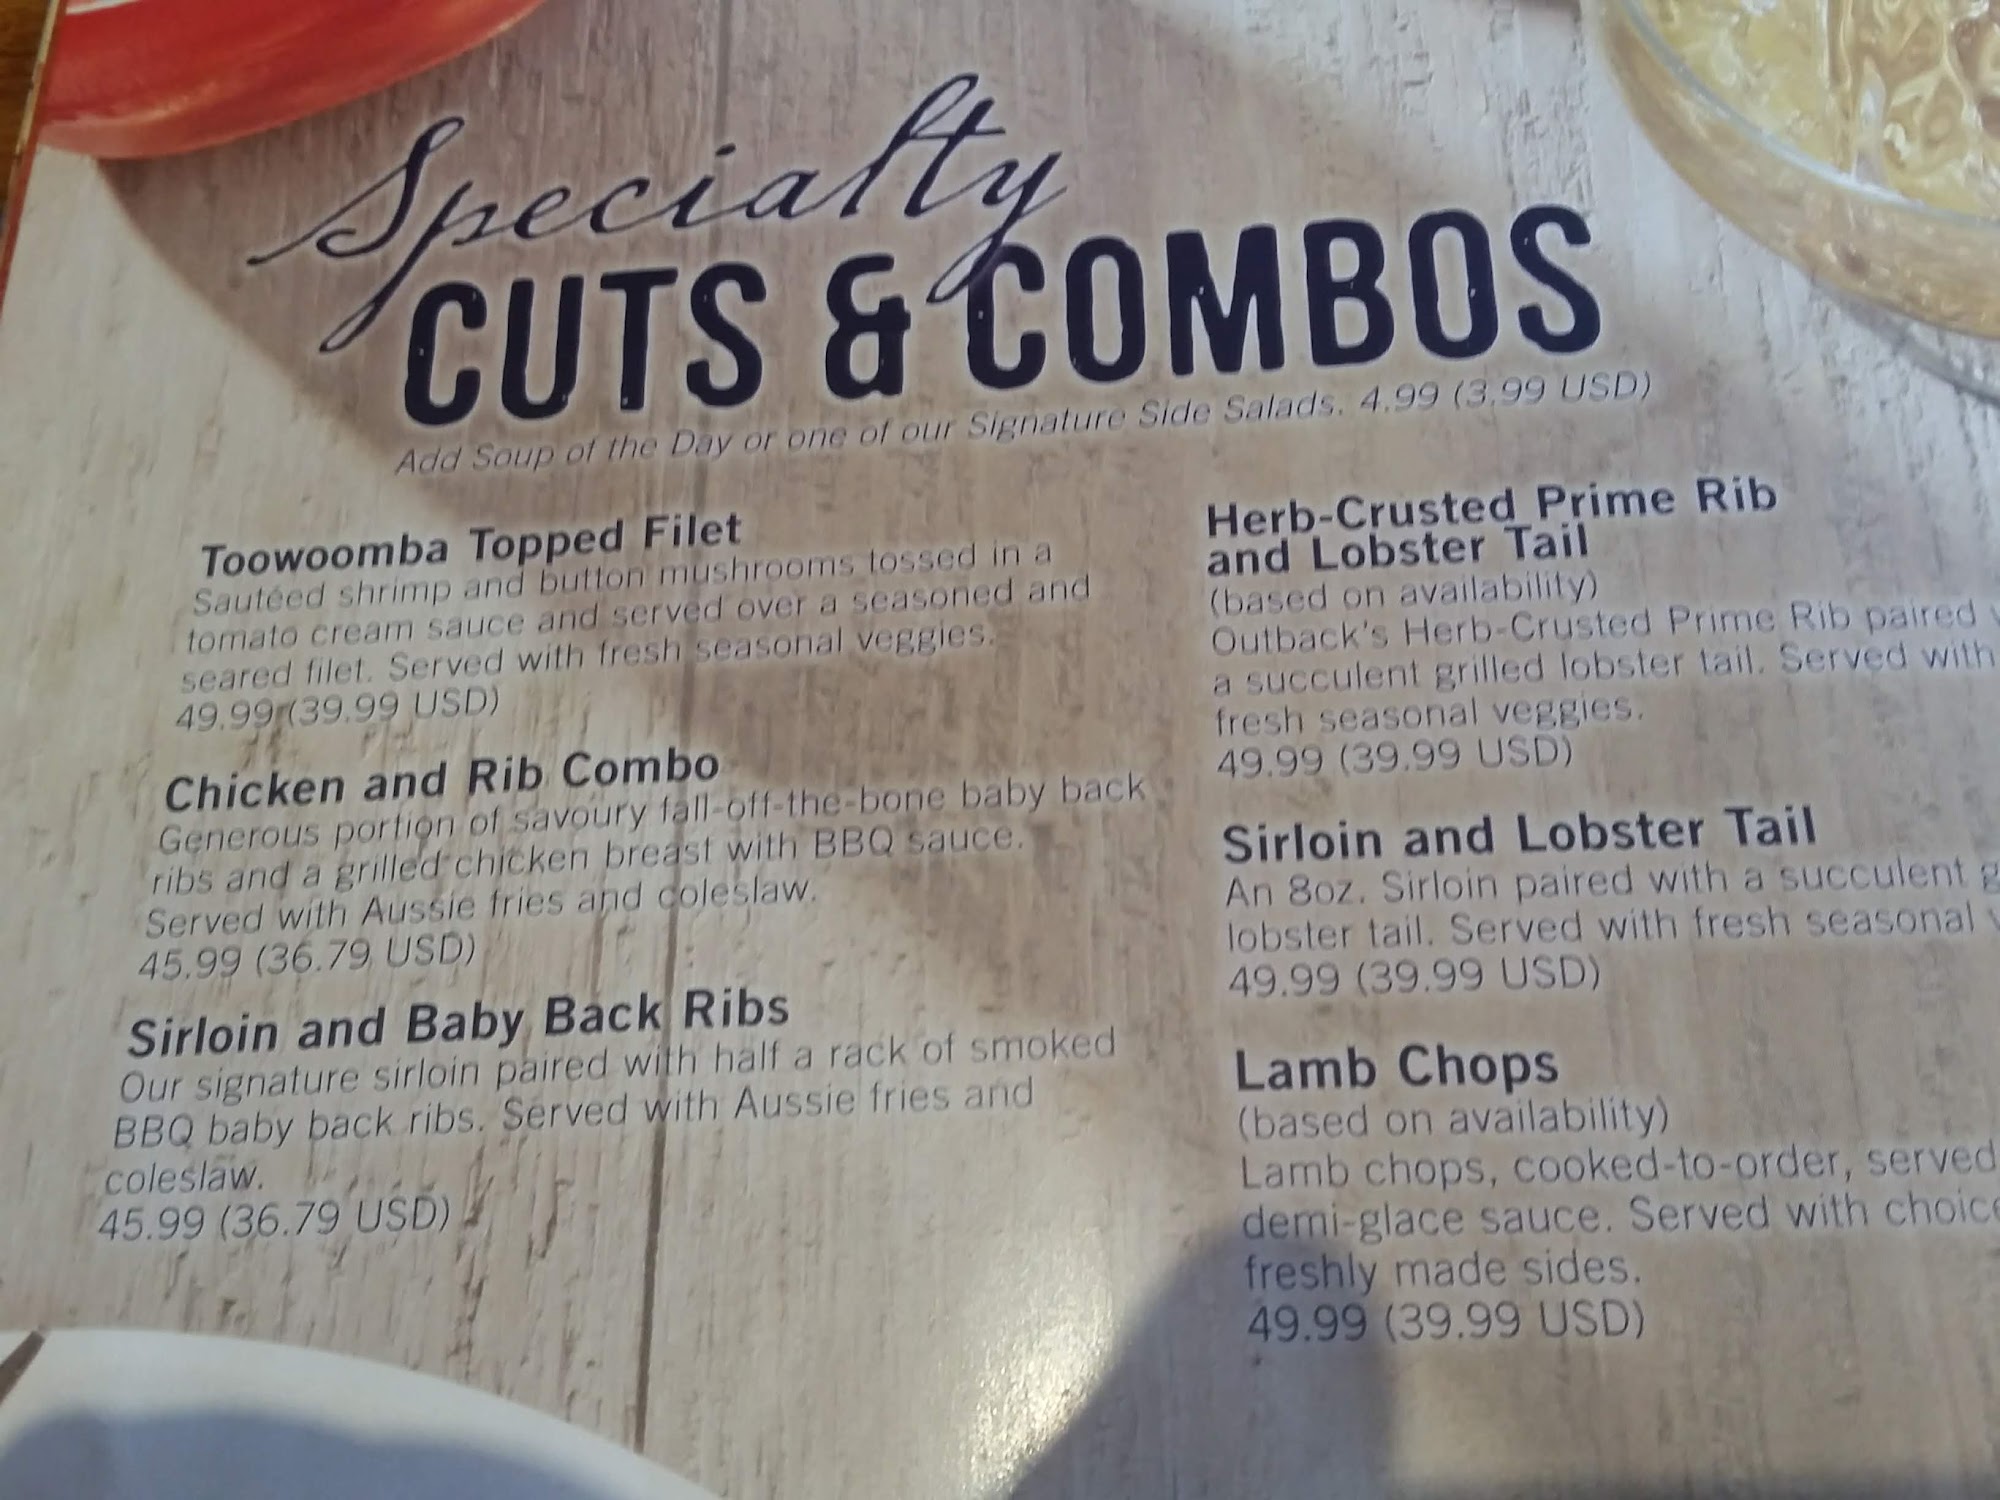 Specialty
CUTS & COMBOS
Add Soup of the Day or one of our Signature Side Salads. 4.99 (3.99 USD)
Toowoomba Topped Filet
Sautéed shrimp and button mushrooms tossed in a
tomato cream sauce and served over a seasoned and
seared filet. Served with fresh seasonal veggies.
49.99 (39.99 USD)
Chicken and Rib Combo
Generous portion of savoury fall-off-the-bone baby back
ribs and a grilled chicken breast with BBQ sauce.
Served with Aussie fries and coleslaw.
45.99 (36.79 USD)
Sirloin and Baby Back Ribs
Our signature sirloin paired with half a rack of smoked
BBQ baby back ribs. Served with Aussie fries and
coleslaw.
45.99 (36.79 USD)
Herb-Crusted Prime Rib
and Lobster Tail
(based on availability)
Outback's Herb-Crusted Prime Rib paired
a succulent grilled lobster tail. Served with
fresh seasonal veggies.
49.99 (39.99 USD)
Sirloin and Lobster Tail
An 8oz. Sirloin paired with a succulent
lobster tail. Served with fresh seasonal
49.99 (39.99 USD)
Lamb Chops
(based on availability)
Lamb chops, cooked-to-order, served
demi-glace sauce. Served with choice
freshly made sides.
49.99 (39.99 USD)